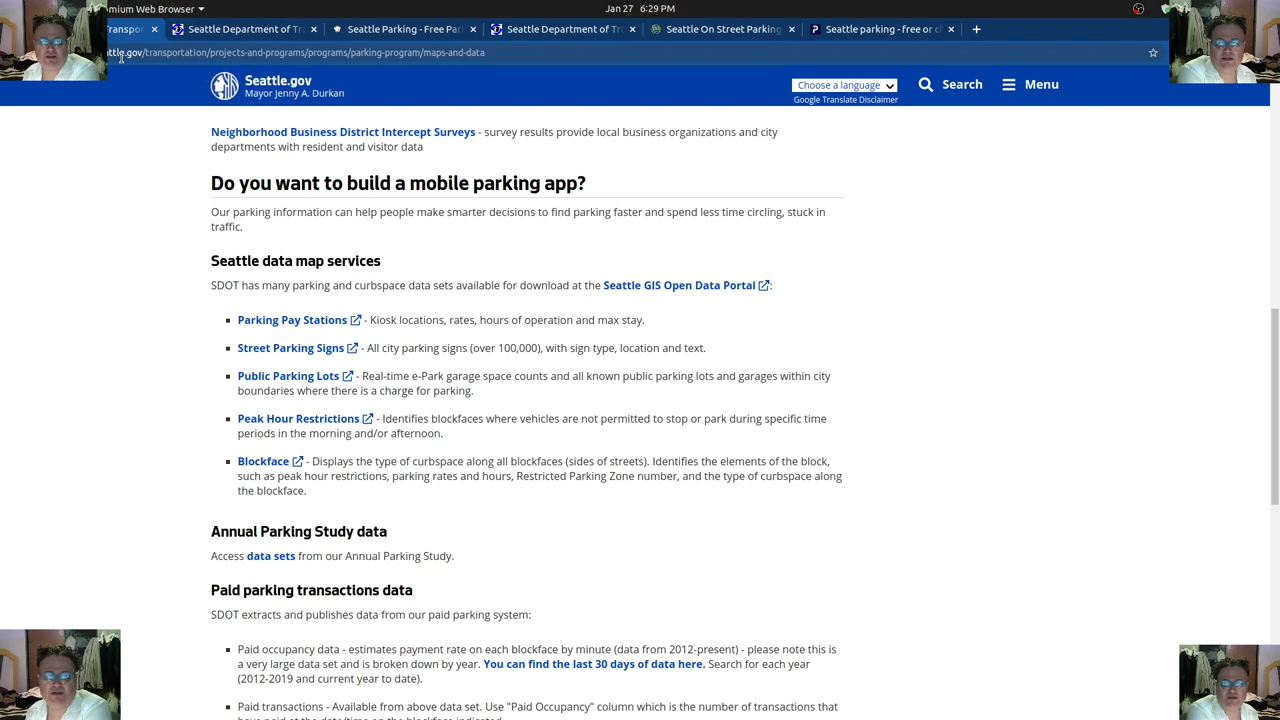 mium Web Browser
Jan 27 6:29 PM
Transpor
Seattle Department of Tr
Seattle Parking - Free Par
Seattle Department of Tr
Seattle On Street Parking
Seattle parking - free or c
ttle.gov/transportation/projects-and-programs/programs/parking-program/maps-and-data
Seattle.gov
Mayor Jenny A. Durkan
Choose a language
Google Translate Disclaimer
Search
Menu
Neighborhood Business District Intercept Surveys - survey results provide local business organizations and city
departments with resident and visitor data
Do you want to build a mobile parking app?
Our parking information can help people make smarter decisions to find parking faster and spend less time circling, stuck in
traffic.
Seattle data map services
SDOT has many parking and curbspace data sets available for download at the Seattle GIS Open Data Portal:
Parking Pay Stations - Kiosk locations, rates, hours of operation and max stay.
Street Parking Signs - All city parking signs (over 100,000), with sign type, location and text.
Public Parking Lots - Real-time e-Park garage space counts and all known public parking lots and garages within city
boundaries where there is a charge for parking.
Peak Hour Restrictions - Identifies blockfaces where vehicles are not permitted to stop or park during specific time
periods in the morning and/or afternoon.
Blockface - Displays the type of curbspace along all blockfaces (sides of streets). Identifies the elements of the block,
such as peak hour restrictions, parking rates and hours, Restricted Parking Zone number, and the type of curbspace along
the blockface.
Annual Parking Study data
Access data sets from our Annual Parking Study.
Paid parking transactions data
SDOT extracts and publishes data from our paid parking system:
Paid occupancy data - estimates payment rate on each blockface by minute (data from 2012-present) - please note this is
a very large data set and is broken down by year. You can find the last 30 days of data here. Search for each year
(2012-2019 and current year to date).
Paid transactions - Available from above data set. Use "Paid Occupancy" column which is the number of transactions that
have paid at the date/time on the blockface indicated.